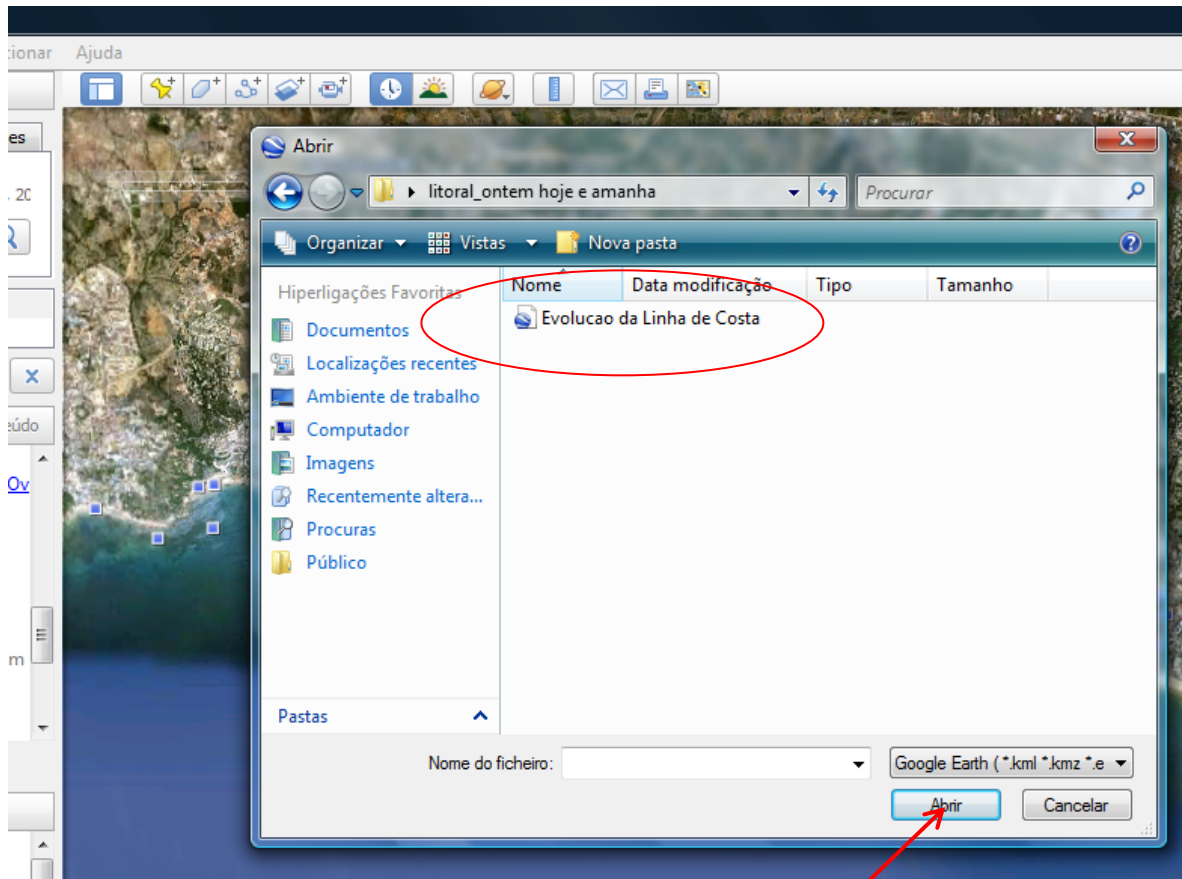 cionar Ajuda
es
Abrir
, 20
litoral_ontem hoje e amanha
Procurar
Organizar
Vistas
Nova pasta
Hiperligações Favoritas
Nome Data modificação Tipo Tamanho
Evolucao da Linha de Costa
Documentos
Localizações recentes
Ambiente de trabalho
Computador
eúdo
Imagens
Ov
Recentemente altera...
Procuras
Público
m
Pastas
Nome do ficheiro:
Google Earth ( *.kml *.kmz *.e
Abrir
Cancelar